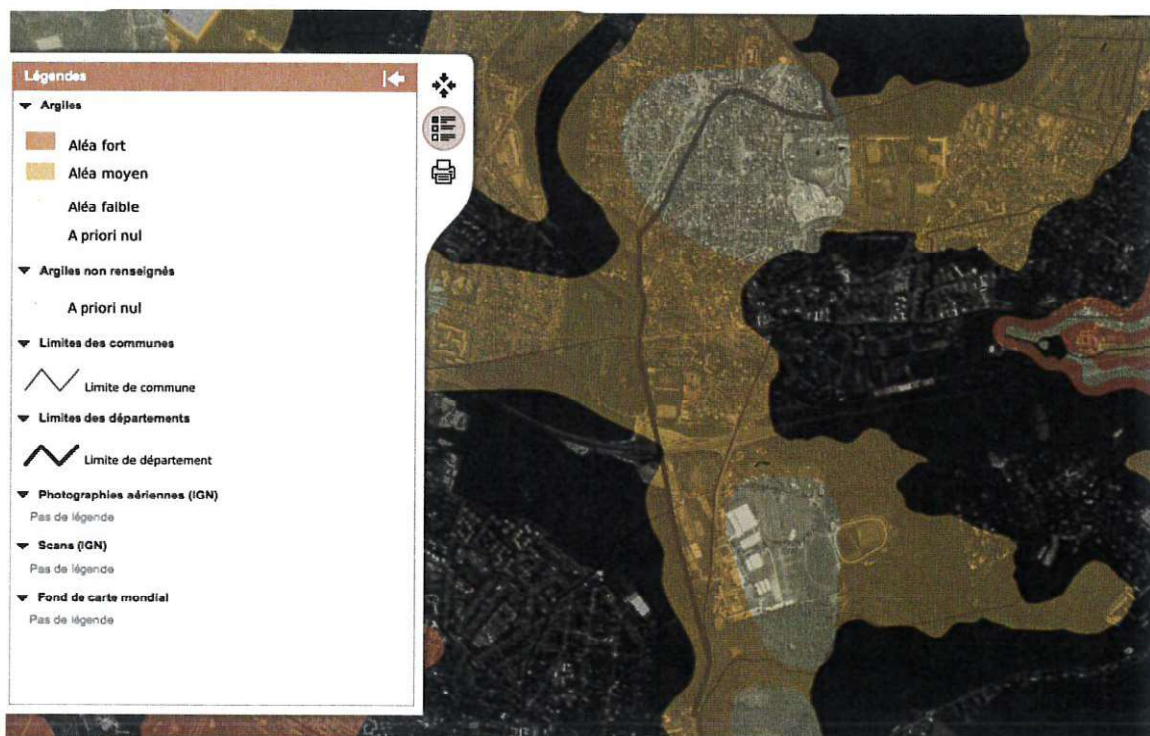 Légendes
Argiles
Aléa fort
Aléa moyen
Aléa faible
A priori nul
Argiles non renseignés
A priori nul
Limites des communes
Limite de commune
Limites des départements
Limite de département
Photographies aériennes (IGN)
Pas de légende
Scans (IGN)
Pas de légende
Fond de carte mondial
Pas de légende